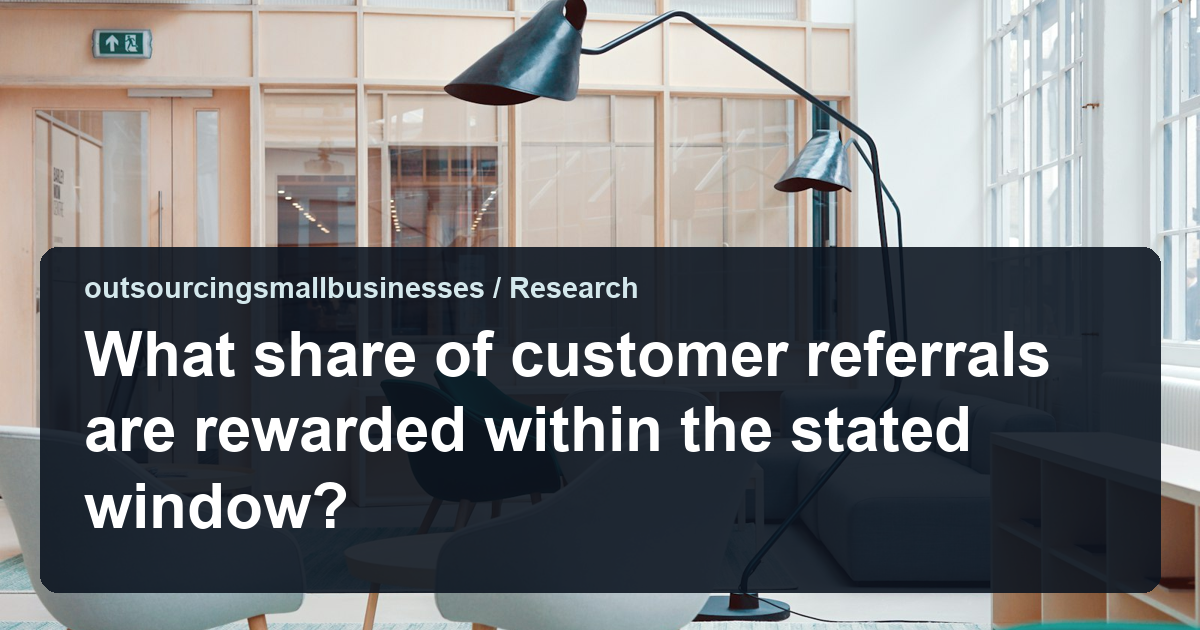 outsourcingsmallbusinesses / Research
What share of customer referrals
are rewarded within the stated
window?